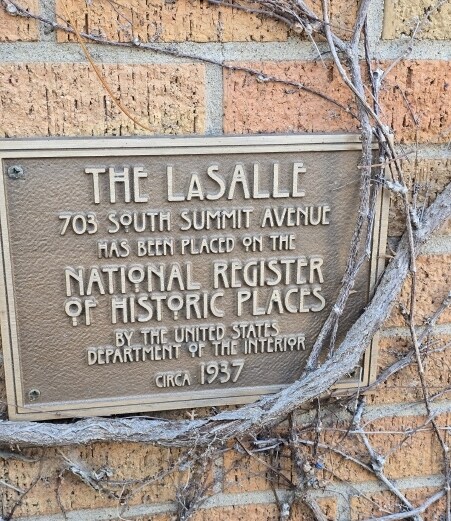 THE LASALLE
703 SOUTH SUMMIT AVENUE
HAS BEEN PLACED ON THE
NATIONAL REGISTER
OF HISTORIC PLACES
BY THE UNITED STATES
DEPARTMENT OF THE INTERIOR
CIRCA 1937